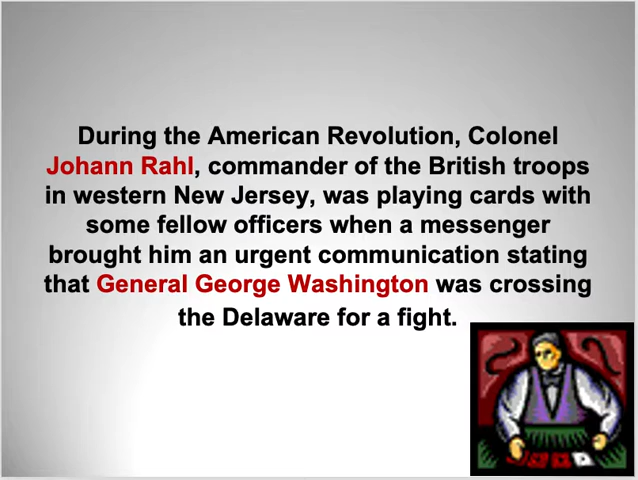 During the American Revolution, Colonel
Johann Rahl, commander of the British troops
in western New Jersey, was playing cards with
some fellow officers when a messenger
brought him an urgent communication stating
that General George Washington was crossing
the Delaware for a fight.